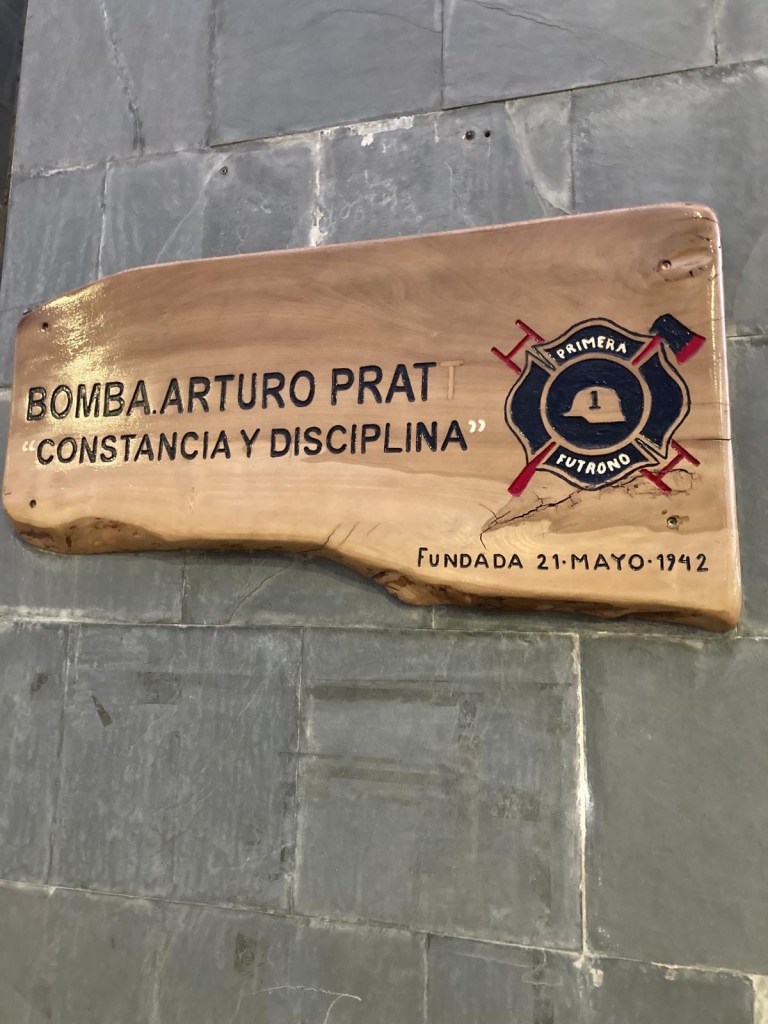 BOMBA.ARTURO PRATT
“CONSTANCIA Y DISCIPLINA”
PRIMERA
1
FUTRONO
FUNDADA 21·MAYO·1942